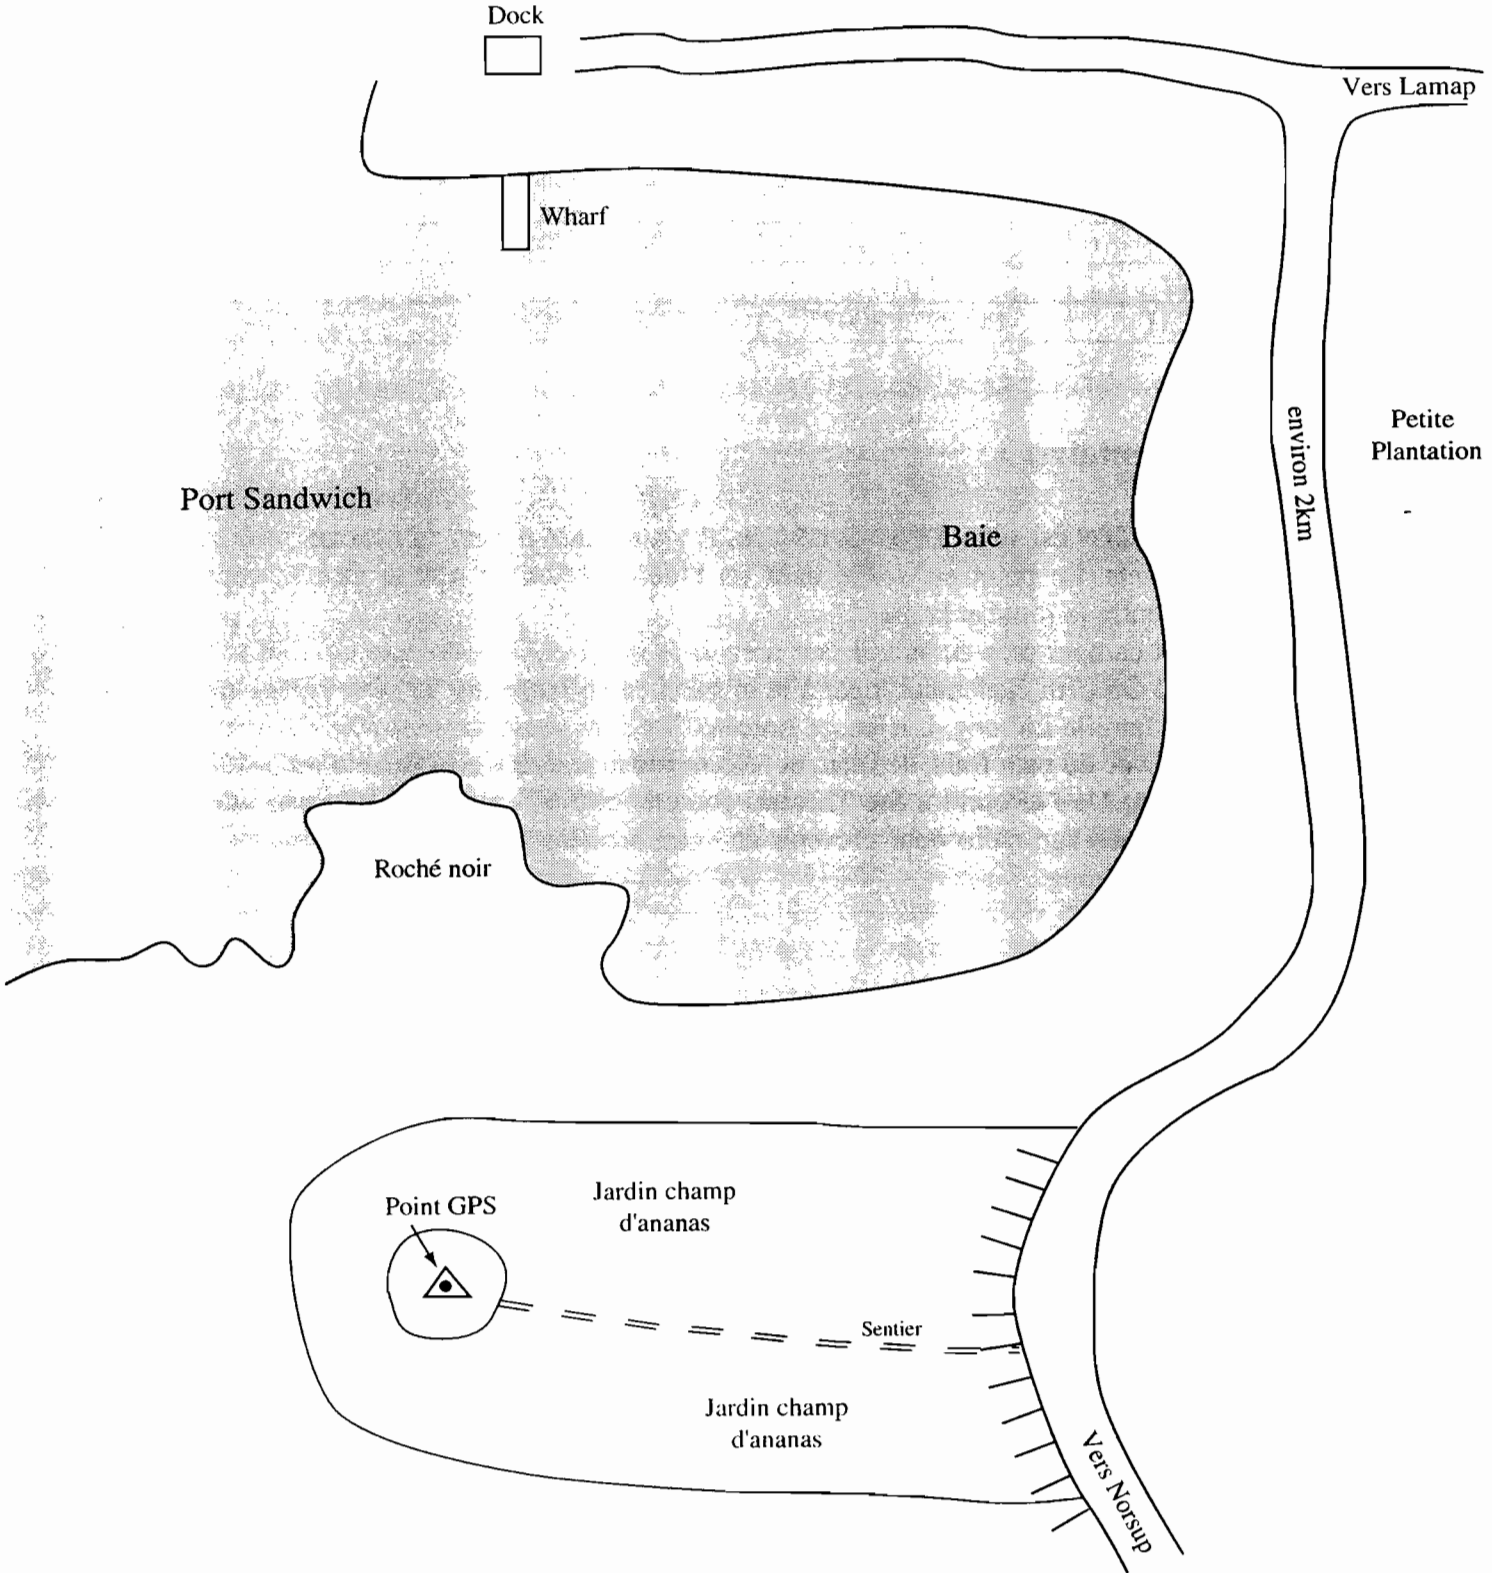 Dock
Vers Lamap
Wharf
Petite
Plantation
environ 2km
Port Sandwich
Baie
Roché noir
Jardin champ
d'ananas
Point GPS
Sentier
Jardin champ
d'ananas
Vers Norsup